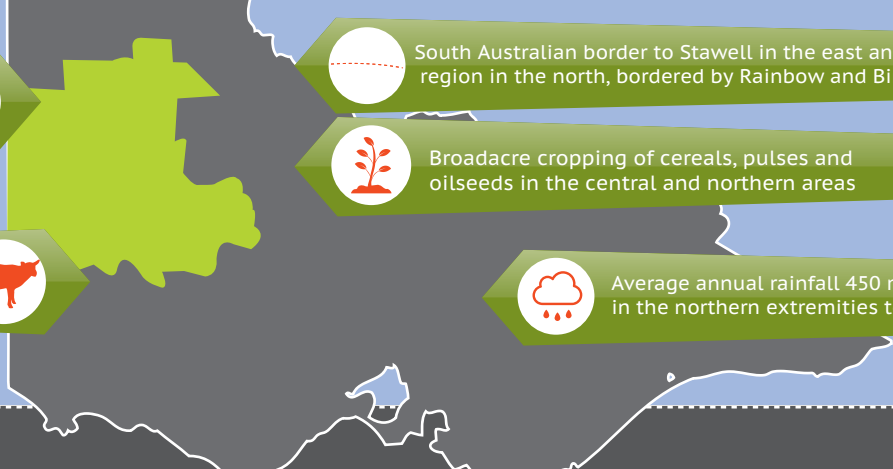 South Australian border to Stawell in the east an
region in the north, bordered by Rainbow and Bi
Broadacre cropping of cereals, pulses and
oilseeds in the central and northern areas
Average annual rainfall 450
in the northern extremities t